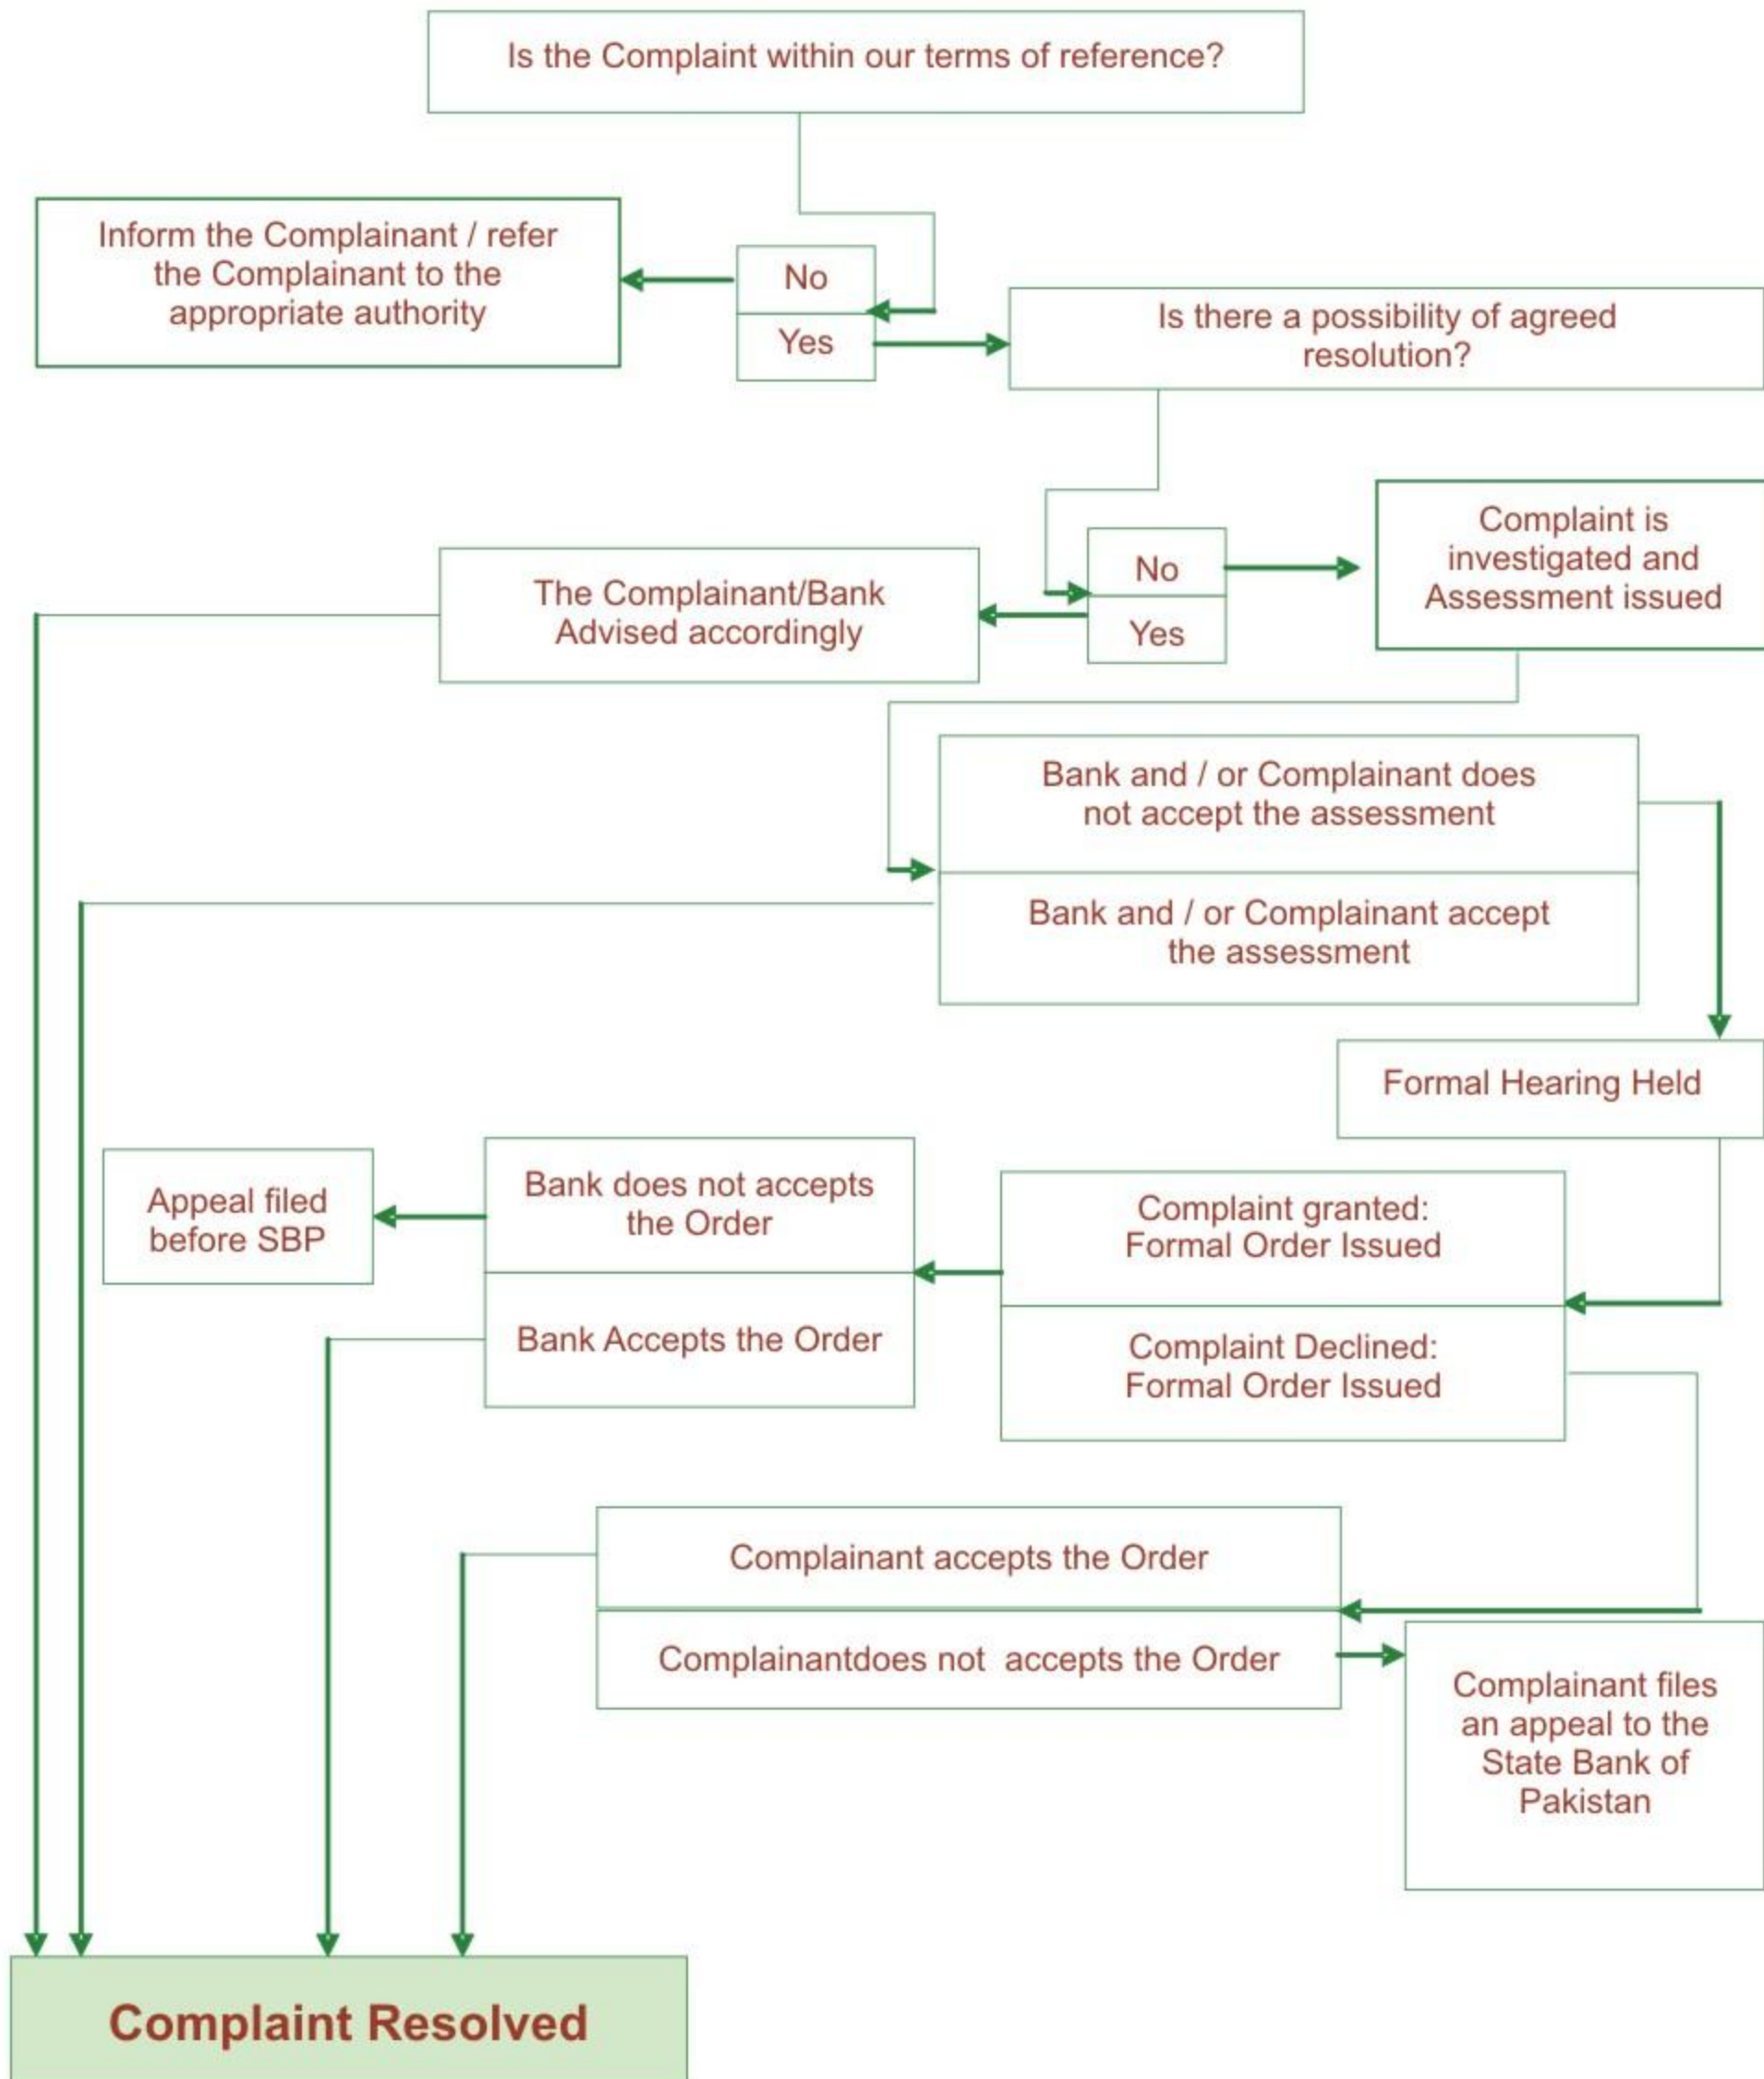 Is the Complaint within our terms of reference?
Inform the Complainant / refer
the Complainant to the
appropriate authority
No
Yes
Is there a possibility of agreed
resolution?
The Complainant/Bank
Advised accordingly
No
Yes
Complaint is
investigated and
Assessment issued
Bank and / or Complainant does
not accept the assessment
Bank and / or Complainant accept
the assessment
Formal Hearing Held
Appeal filed
before SBP
Bank does not accepts
the Order
Bank Accepts the Order
Complaint granted:
Formal Order Issued
Complaint Declined:
Formal Order Issued
Complainant accepts the Order
Complainantdoes not  accepts the Order
Complainant files
an appeal to the
State Bank of
Pakistan
Complaint Resolved